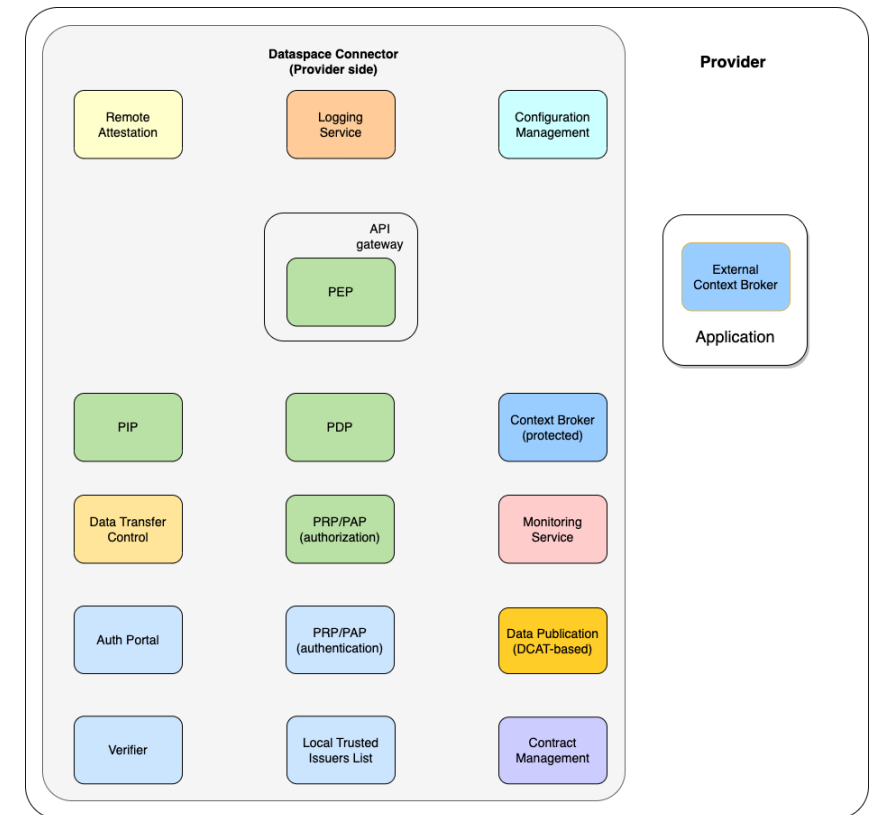 Dataspace Connector
(Provider side)
Provider
Remote
Attestation
Logging
Service
Configuration
Management
API
gateway
PEP
External
Context Broker
Application
PIP
PDP
Context Broker
(protected)
Data Transfer
Control
PRP/PAP
(authorization)
Monitoring
Service
Auth Portal
PRP/PAP
(authentication)
Data Publication
(DCAT-based)
Verifier
Local Trusted
Issuers List
Contract
Management